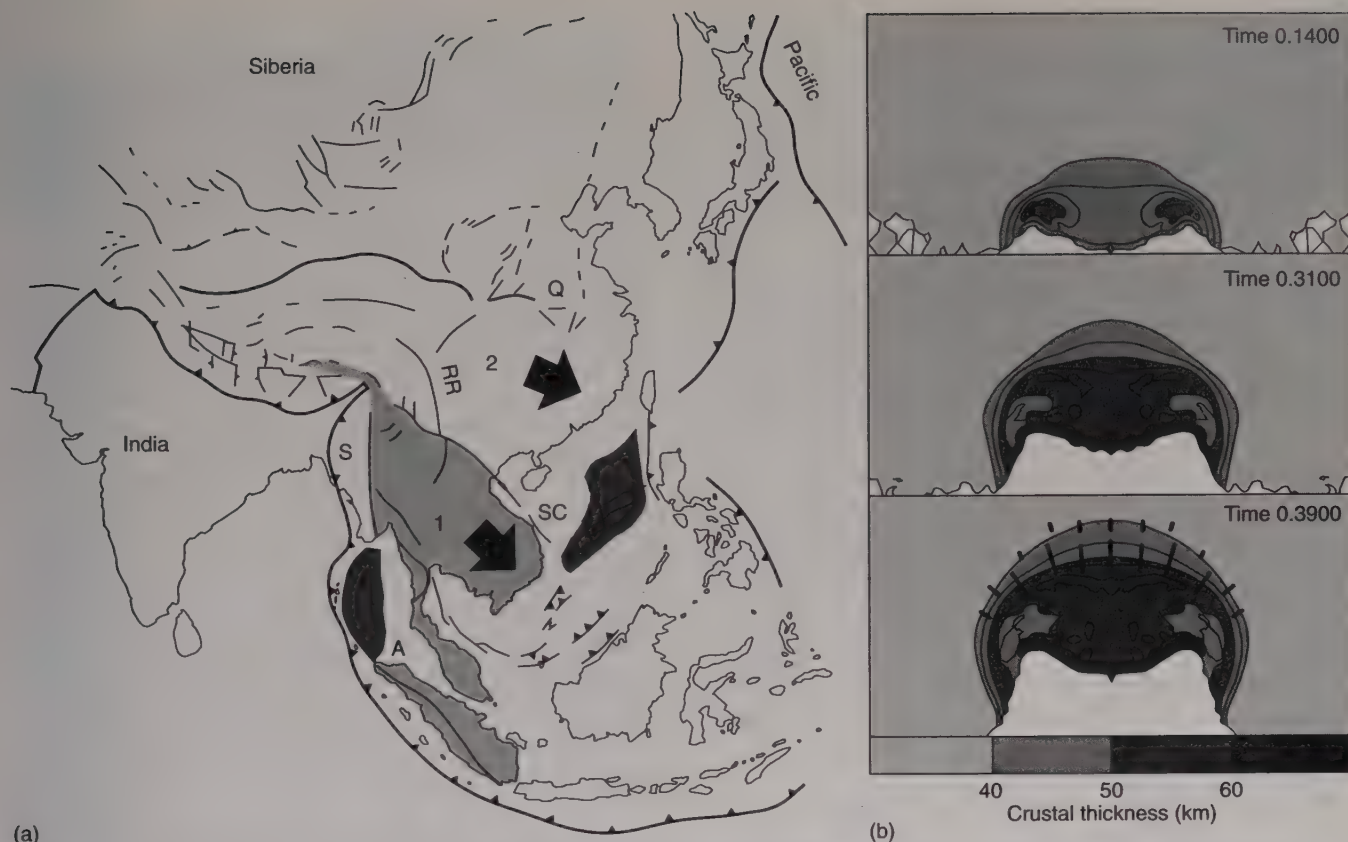 Siberia
Pacific
Q
RR
2
India
S
1
SC
A
(a)
Time 0.1400
Time 0.3100
Time 0.3900
40 50 60
Crustal thickness (km)
(b)